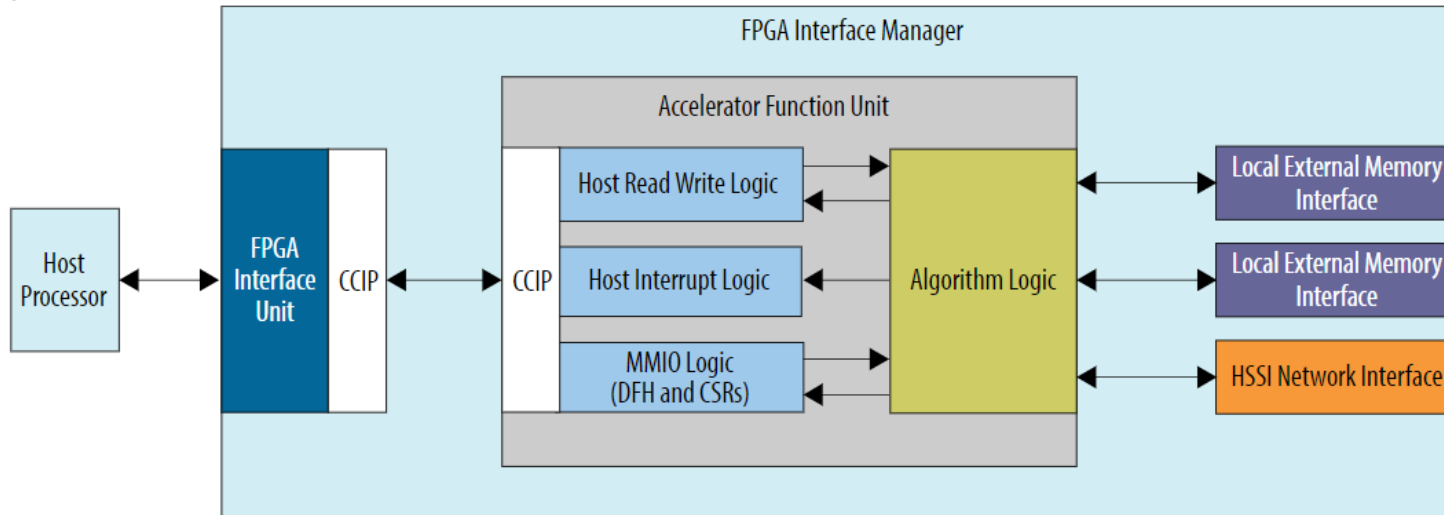 FPGA Interface Manager
Accelerator Function Unit
Host
Processor
FPGA
Interface
Unit
CCIP
CCIP
Host Read Write Logic
Host Interrupt Logic
MMIO Logic
(DFH and CSRs)
Algorithm Logic
Local External Memory
Interface
Local External Memory
Interface
HSSI Network Interface